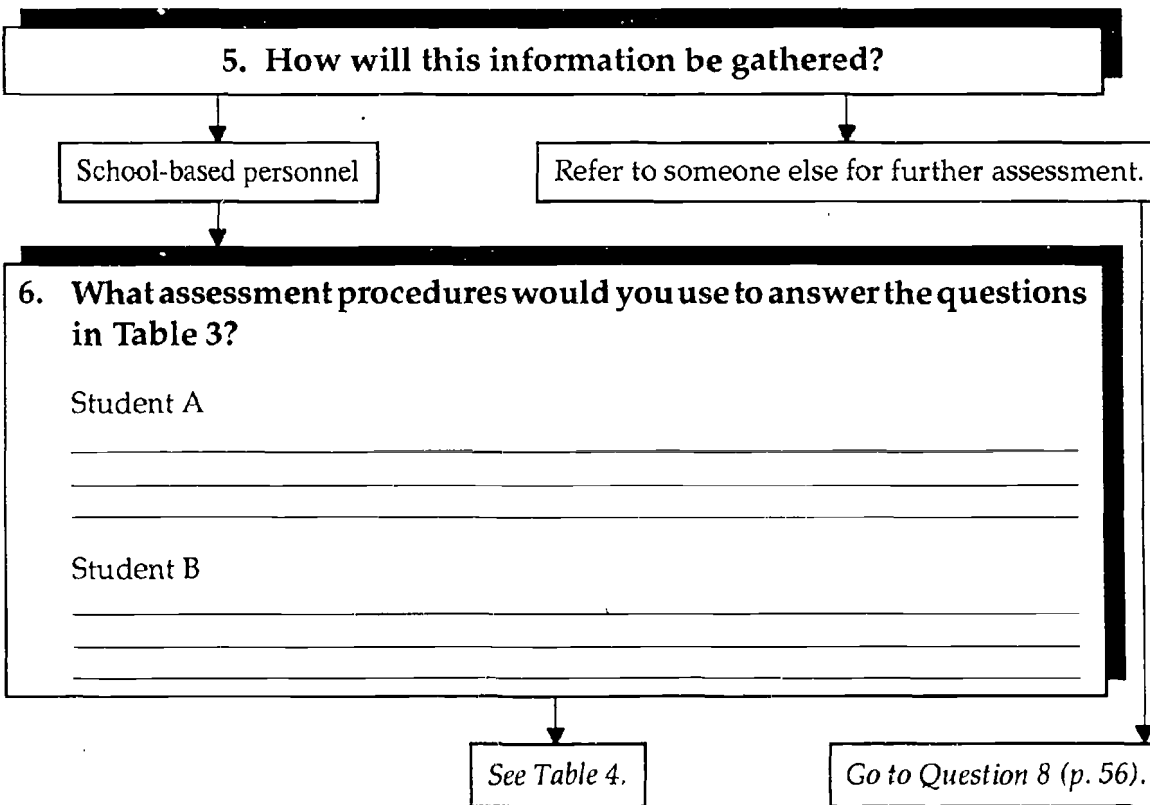 5. How will this information be gathered?
School-based personnel
Refer to someone else for further assessment.
6. What assessment procedures would you use to answer the questions
in Table 3?
Student A
Student B
See Table 4.
Go to Question 8 (p. 56).